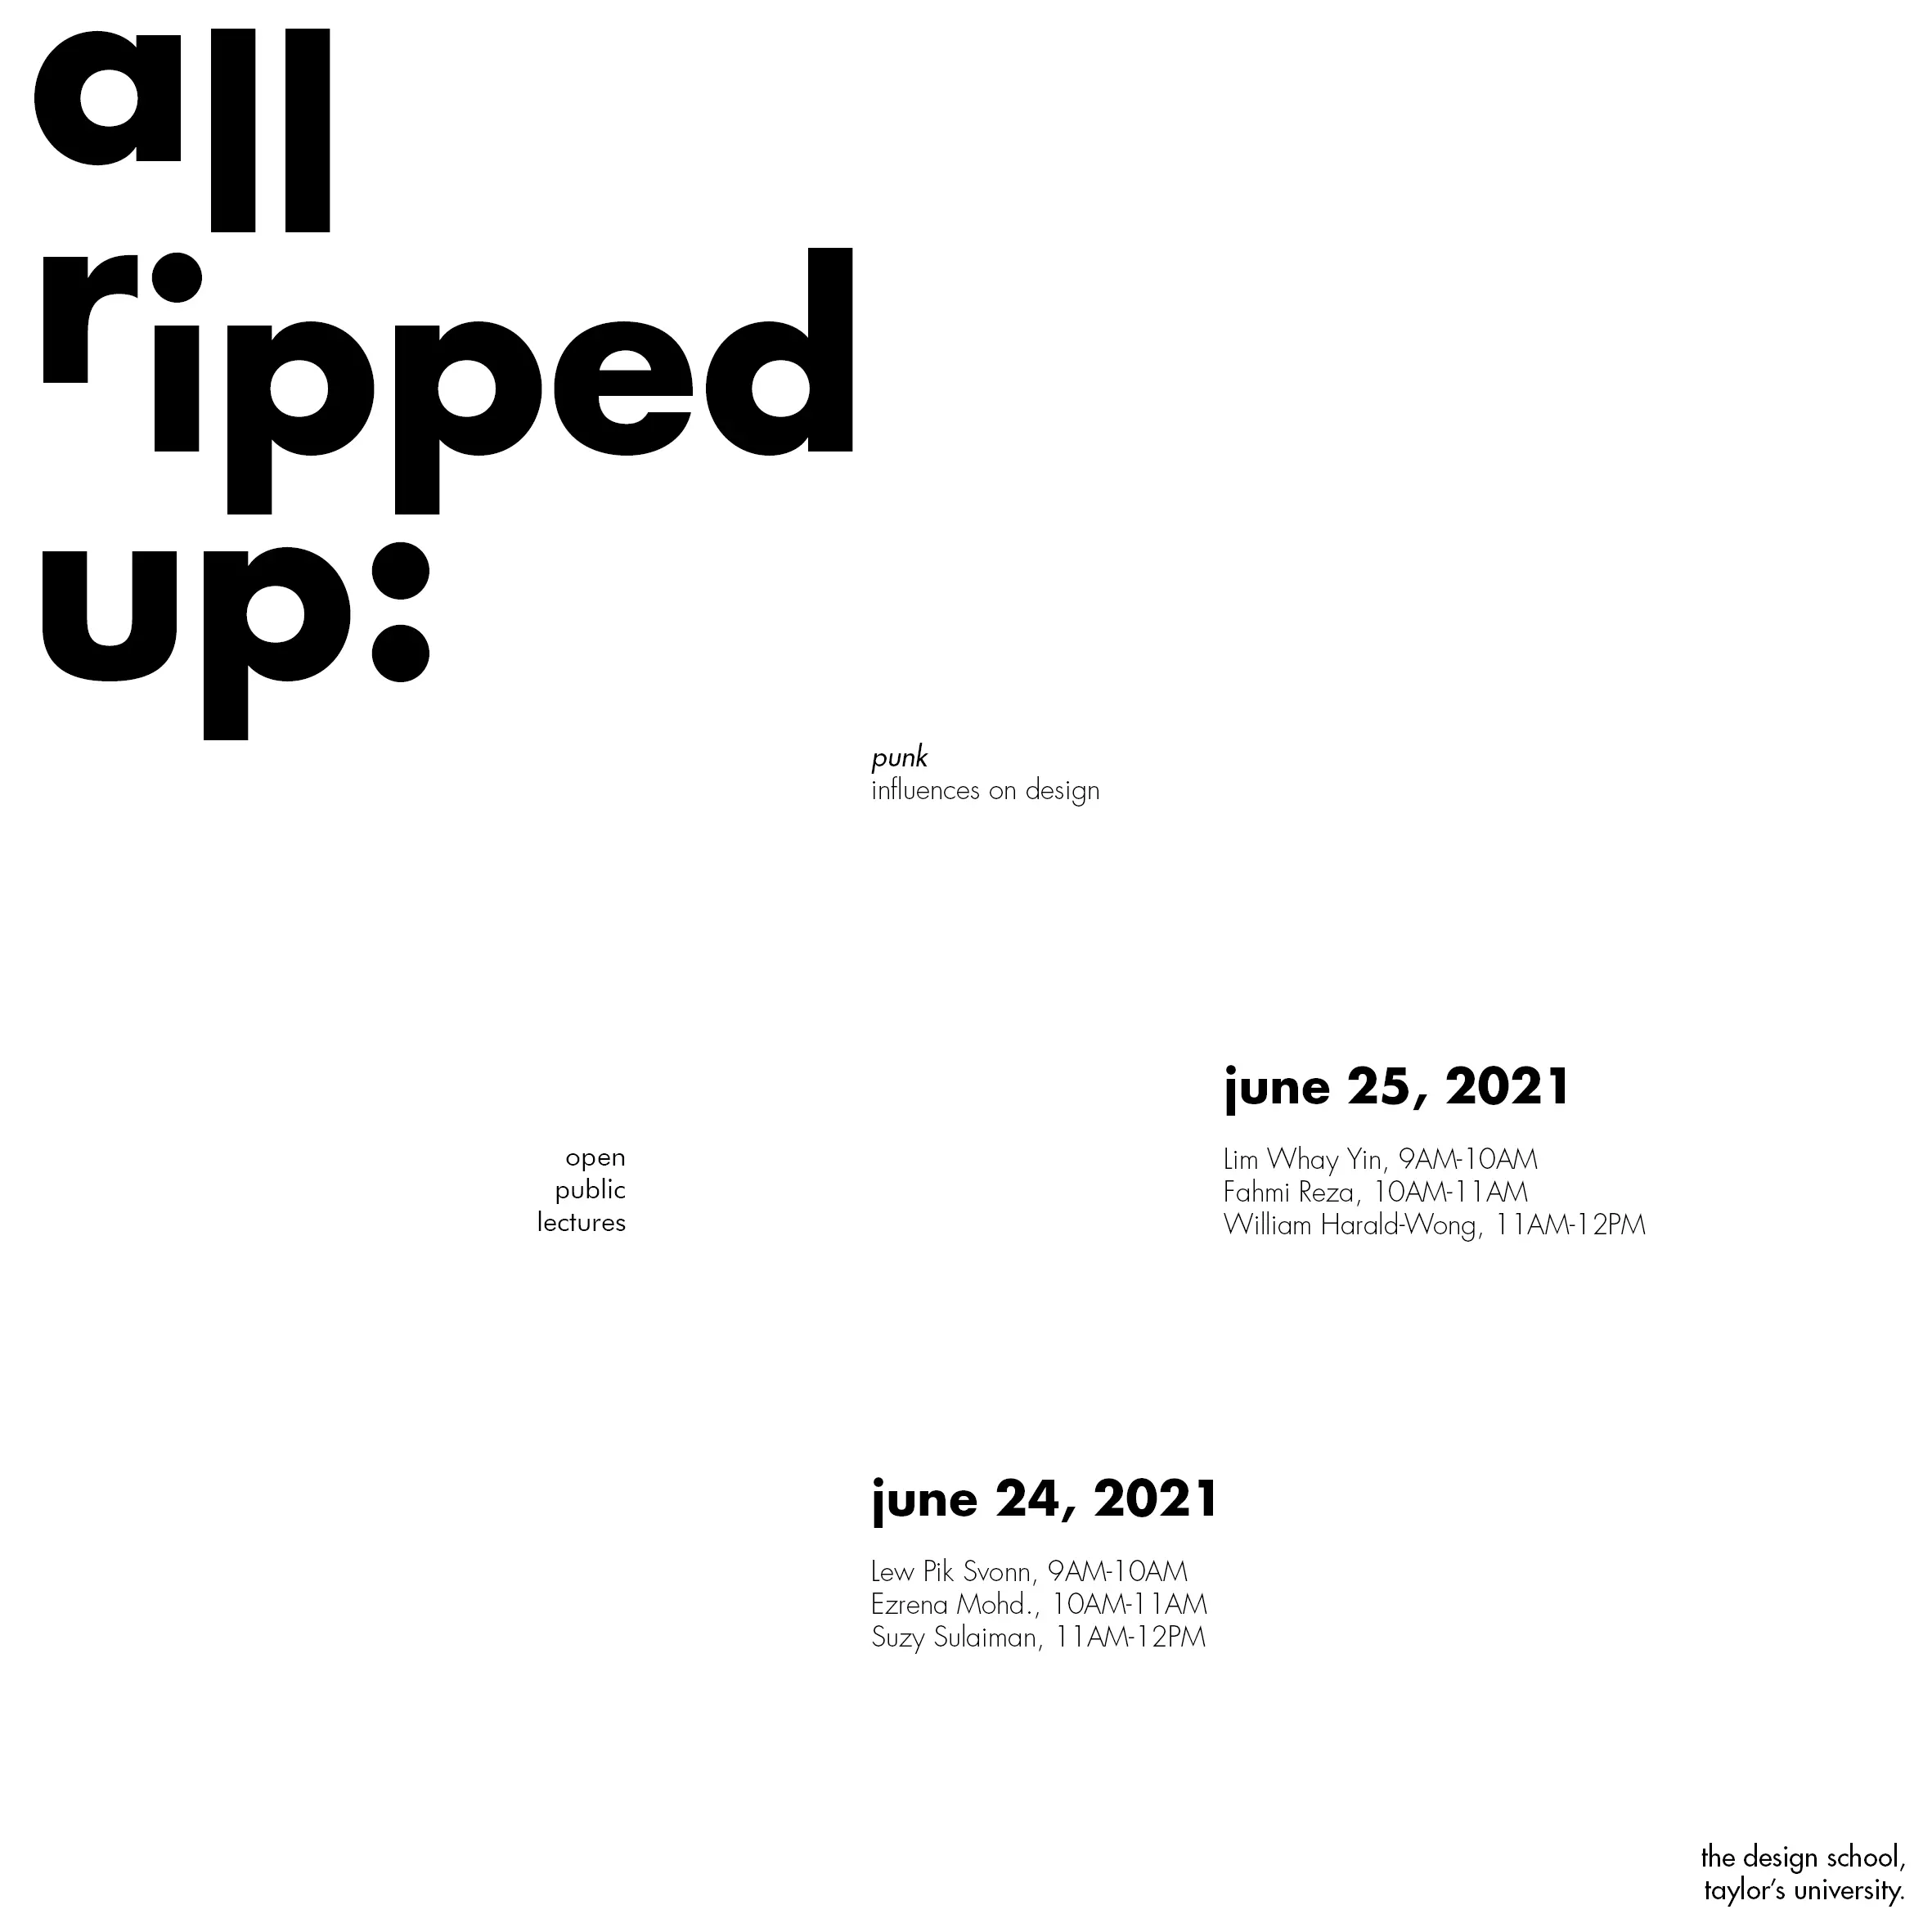 all
ripped
up:
punk
influences on design
june 25, 2021
Lim Whay Yin, 9AM-10AM
Fahmi Reza, 10AM-11AM
William Harald-Wong, 11AM-12PM
open
public
lectures
june 24, 2021
Lew Pik Svonn, 9AM-10AM
Ezrena Mohd., 10AM-11AM
Suzy Sulaiman, 11AM-12PM
the design school,
taylor's university.